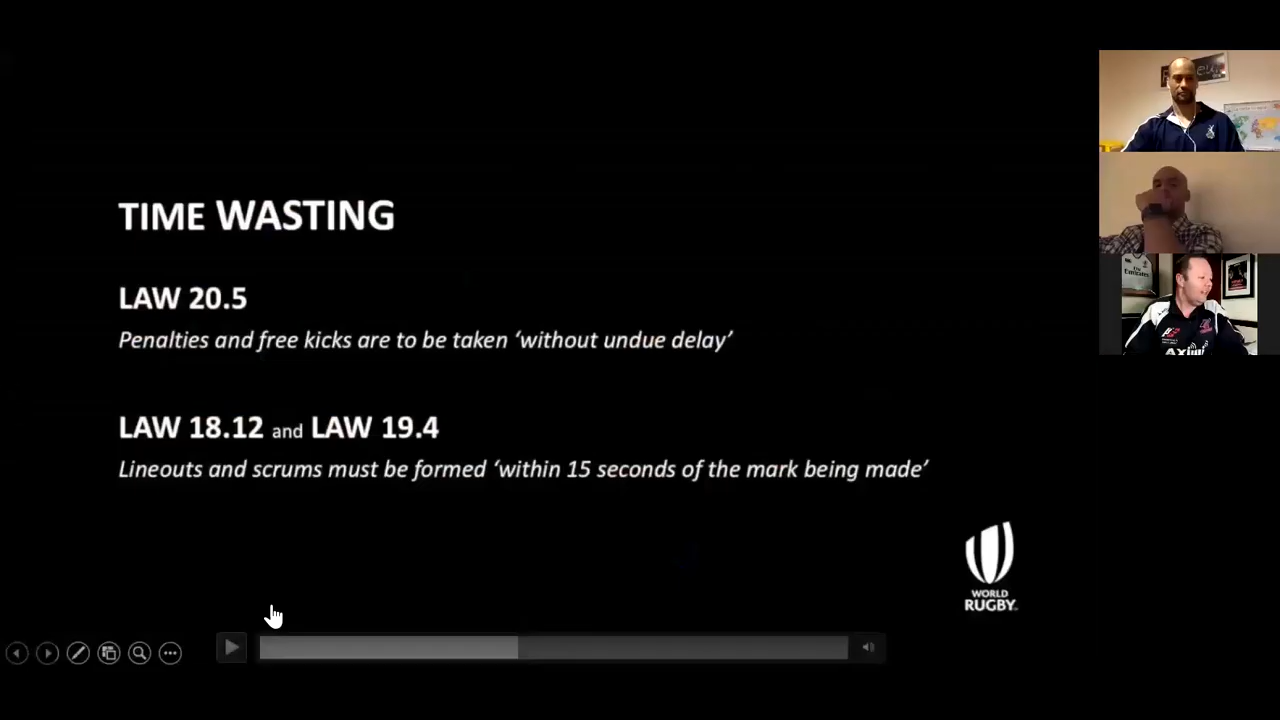 TIME WASTING
LAW 20.5
Penalties and free kicks are to be taken ‘without undue delay’
LAW 18.12 and LAW 19.4
Lineouts and scrums must be formed ‘within 15 seconds of the mark being made’
WORLD
RUGBY
Emirates